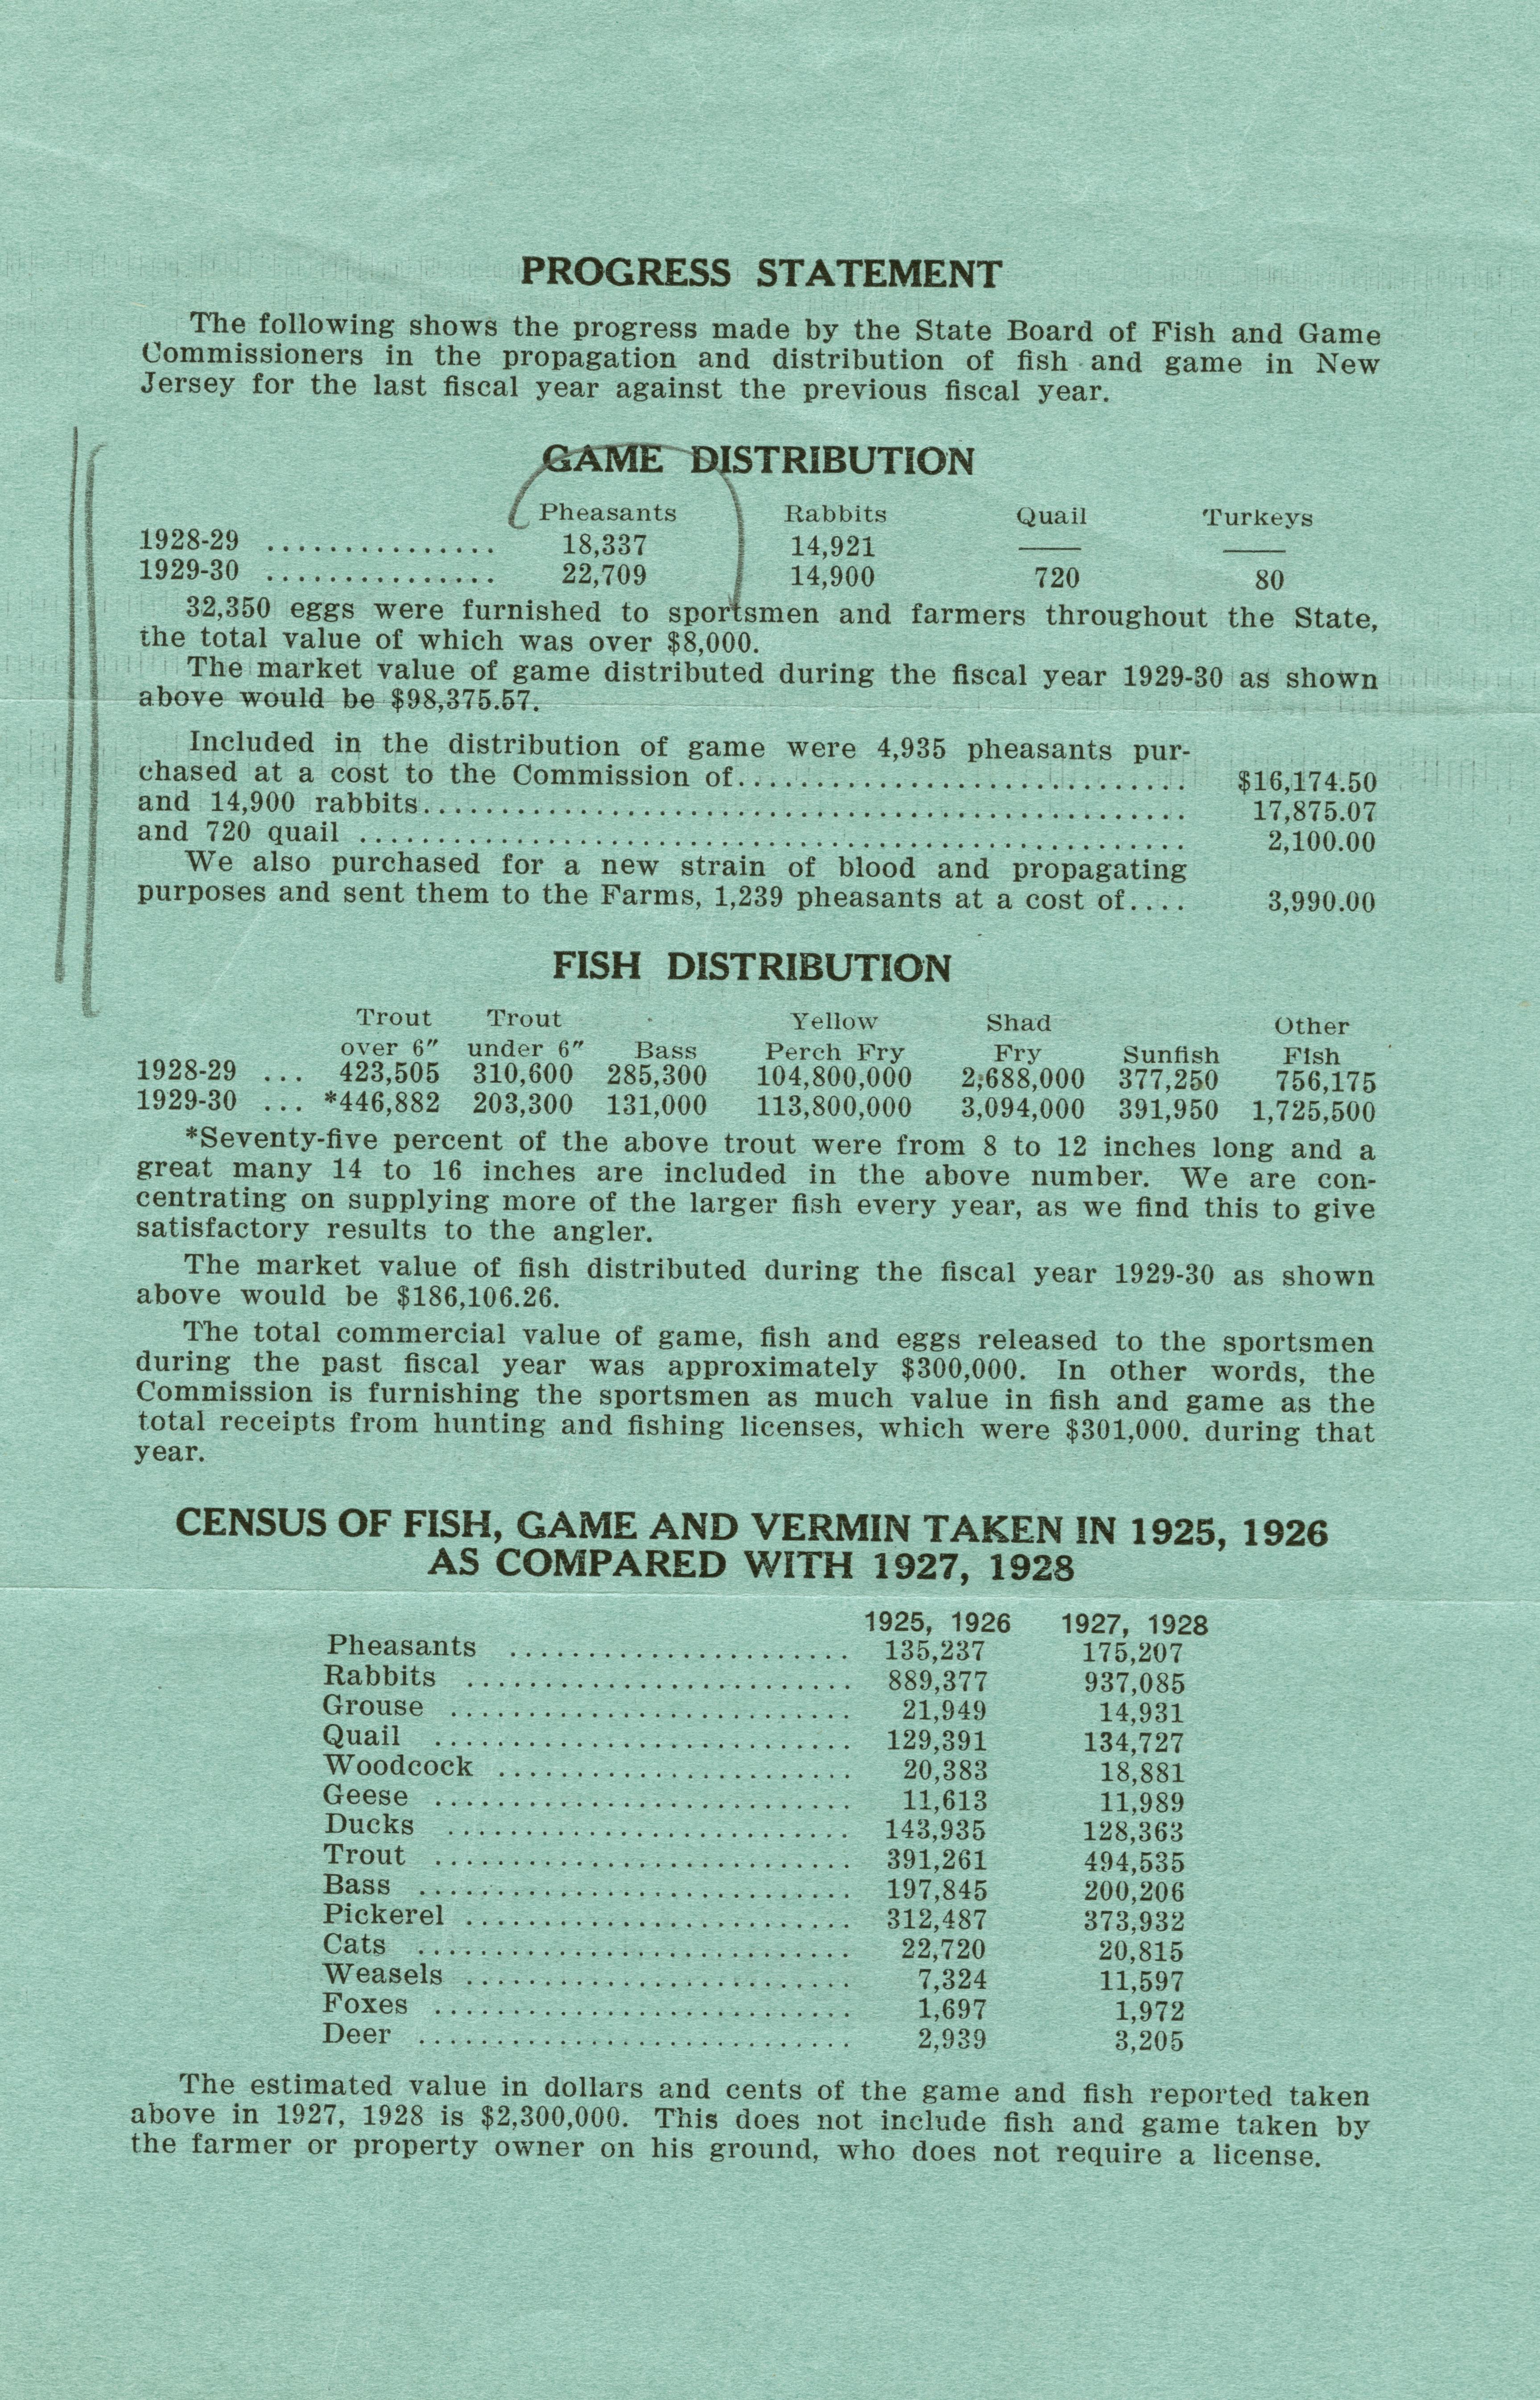 PROGRESS STATEMENT
The following shows the progress made by the State Board of Fish and Game
Commissioners in the propagation and distribution of fish and game in New
Jersey for the last fiscal year against the previous fiscal year.
GAME DISTRIBUTION
Pheasants Rabbits Quail Turkeys
1928-29 ............... 18,337 14,921 —— ——
1929-30 ............... 22,709 14,900 720 80
32,350 eggs were furnished to sportsmen and farmers throughout the State,
the total value of which was over $8,000.
The market value of game distributed during the fiscal year 1929-30 as shown
above would be $98,375.57.
Included in the distribution of game were 4,935 pheasants pur-
chased at a cost to the Commission of............................. $16,174.50
and 14,900 rabbits................................................. 17,875.07
and 720 quail ..................................................... 2,100.00
We also purchased for a new strain of blood and propagating
purposes and sent them to the Farms, 1,239 pheasants at a cost of.... 3,990.00
FISH DISTRIBUTION
Trout Trout Yellow Shad Other
over 6″ under 6″ Bass Perch Fry Fry Sunfish Fish
1928-29 ... 423,505 310,600 285,300 104,800,000 2,688,000 377,250 756,175
1929-30 ... *446,882 203,300 131,000 113,800,000 3,094,000 391,950 1,725,500
*Seventy-five percent of the above trout were from 8 to 12 inches long and a
great many 14 to 16 inches are included in the above number. We are con-
centrating on supplying more of the larger fish every year, as we find this to give
satisfactory results to the angler.
The market value of fish distributed during the fiscal year 1929-30 as shown
above would be $186,106.26.
The total commercial value of game, fish and eggs released to the sportsmen
during the past fiscal year was approximately $300,000. In other words, the
Commission is furnishing the sportsmen as much value in fish and game as the
total receipts from hunting and fishing licenses, which were $301,000. during that
year.
CENSUS OF FISH, GAME AND VERMIN TAKEN IN 1925, 1926
AS COMPARED WITH 1927, 1928
1925, 1926 1927, 1928
Pheasants ...................... 135,237 175,207
Rabbits ......................... 889,377 937,085
Grouse .......................... 21,949 14,931
Quail ........................... 129,391 134,727
Woodcock ....................... 20,383 18,881
Geese ........................... 11,613 11,989
Ducks .......................... 143,935 128,363
Trout ........................... 391,261 494,535
Bass ............................ 197,845 200,206
Pickerel ......................... 312,487 373,932
Cats ............................ 22,720 20,815
Weasels ......................... 7,324 11,597
Foxes ........................... 1,697 1,972
Deer ............................ 2,939 3,205
The estimated value in dollars and cents of the game and fish reported taken
above in 1927, 1928 is $2,300,000. This does not include fish and game taken by
the farmer or property owner on his ground, who does not require a license.